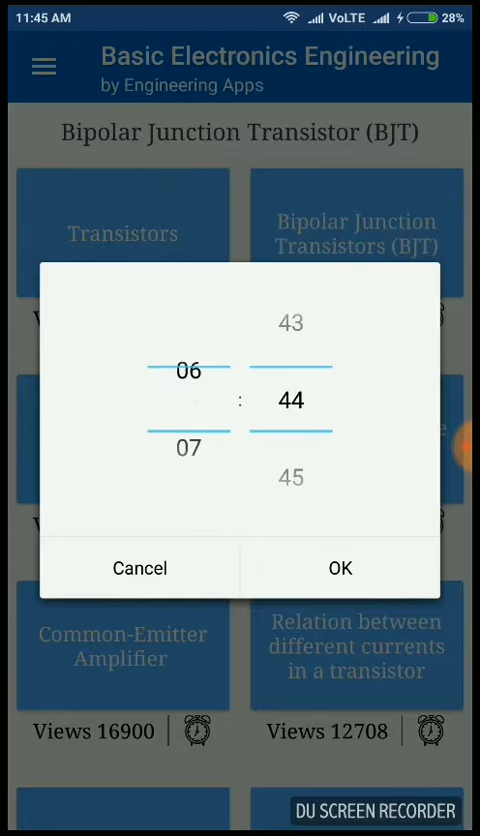 11:45 AM
VoLTE
28%
Basic Electronics Engineering
by Engineering Apps
Bipolar Junction Transistor (BJT)
Transistors
Bipolar Junction
Transistors (BJT)
43
06
:
44
07
45
Cancel
OK
Common-Emitter
Amplifier
Relation between
different currents
in a transistor
Views 16900
Views 12708
DU SCREEN RECORDER